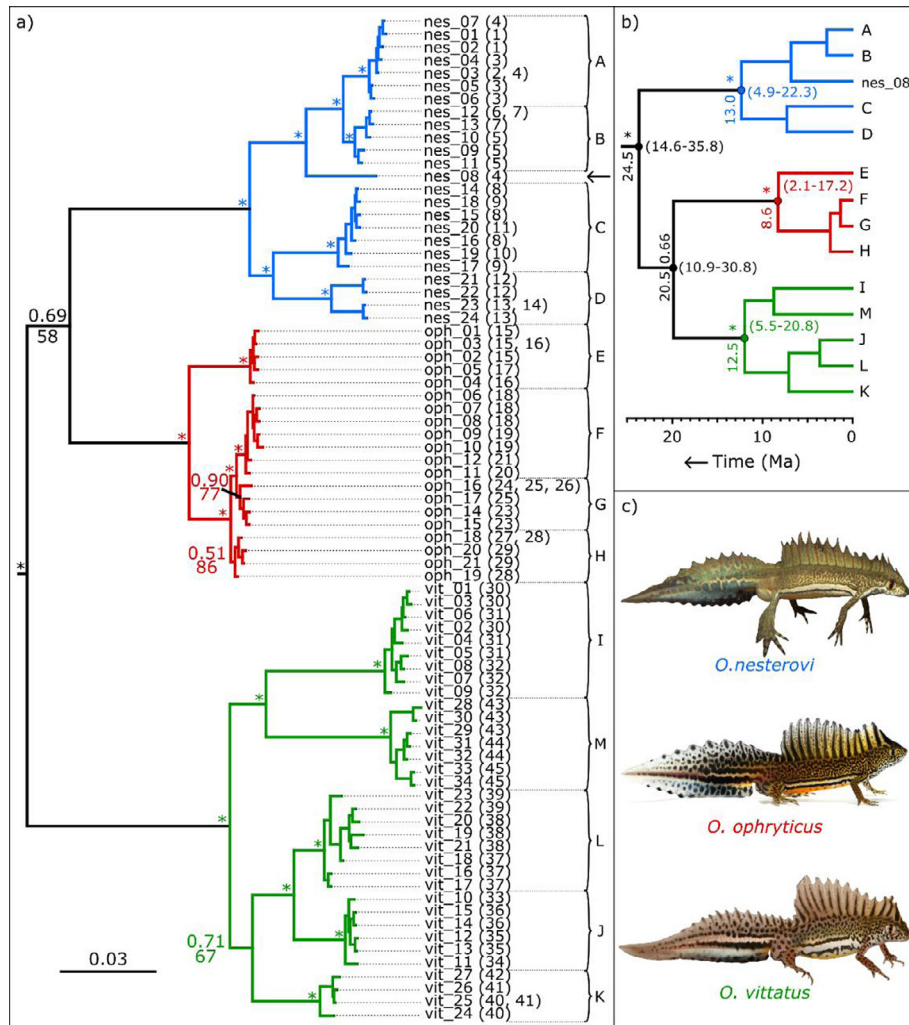 a)
nes_07 (4)
nes_01 (1)
nes_02 (1)
nes_04 (3)
nes_03 (2, 4)
nes_05 (3)
nes_06 (3)
A
nes_12 (6, 7)
nes_13 (7)
nes_10 (5)
nes_09 (5)
nes_11 (5)
B
nes_08 (4)
nes_14 (8)
nes_18 (9)
nes_15 (8)
nes_20 (11)
nes_16 (8)
nes_19 (10)
nes_17 (9)
C
nes_21 (12)
nes_22 (12)
nes_23 (13, 14)
nes_24 (13)
D
oph_01 (15)
oph_03 (15, 16)
oph_02 (15)
oph_05 (17)
oph_04 (16)
E
oph_06 (18)
oph_07 (18)
oph_08 (18)
oph_09 (19)
oph_10 (19)
oph_12 (21)
oph_11 (20)
F
oph_16 (24, 25, 26)
oph_17 (25)
oph_14 (23)
oph_15 (23)
G
oph_18 (27, 28)
oph_20 (29)
oph_21 (29)
oph_19 (28)
H
vit_01 (30)
vit_03 (30)
vit_06 (31)
vit_02 (30)
vit_04 (31)
vit_05 (31)
vit_08 (32)
vit_07 (32)
vit_09 (32)
I
vit_28 (43)
vit_30 (43)
vit_29 (43)
vit_31 (44)
vit_32 (44)
vit_33 (45)
vit_34 (45)
M
vit_23 (39)
vit_22 (39)
vit_20 (38)
vit_19 (38)
vit_21 (38)
vit_18 (37)
vit_16 (37)
vit_17 (37)
L
vit_10 (33)
vit_15 (36)
vit_14 (36)
vit_12 (35)
vit_13 (35)
vit_11 (34)
J
vit_27 (42)
vit_26 (41)
vit_25 (40, 41)
vit_24 (40)
K
0.69
58
0.90
77
0.51
86
0.71
67
0.03
b)
A
B
nes_08
C
D
E
F
G
H
I
M
J
L
K
13.0
(4.9-22.3)
24.5
(14.6-35.8)
8.6
(2.1-17.2)
20.5
0.66
(10.9-30.8)
12.5
(5.5-20.8)
20
10
0
← Time (Ma)
c)
O.nesterovi
O. ophryticus
O. vittatus